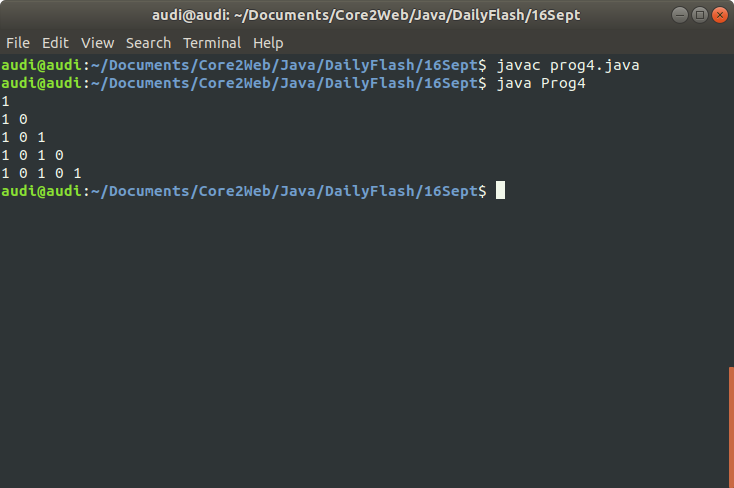 audi@audi: ~/Documents/Core2Web/Java/DailyFlash/16Sept
File Edit View Search Terminal Help
audi@audi:~/Documents/Core2Web/Java/DailyFlash/16Sept$ javac prog4.java
audi@audi:~/Documents/Core2Web/Java/DailyFlash/16Sept$ java Prog4
1
1 0
1 0 1
1 0 1 0
1 0 1 0 1
audi@audi:~/Documents/Core2Web/Java/DailyFlash/16Sept$